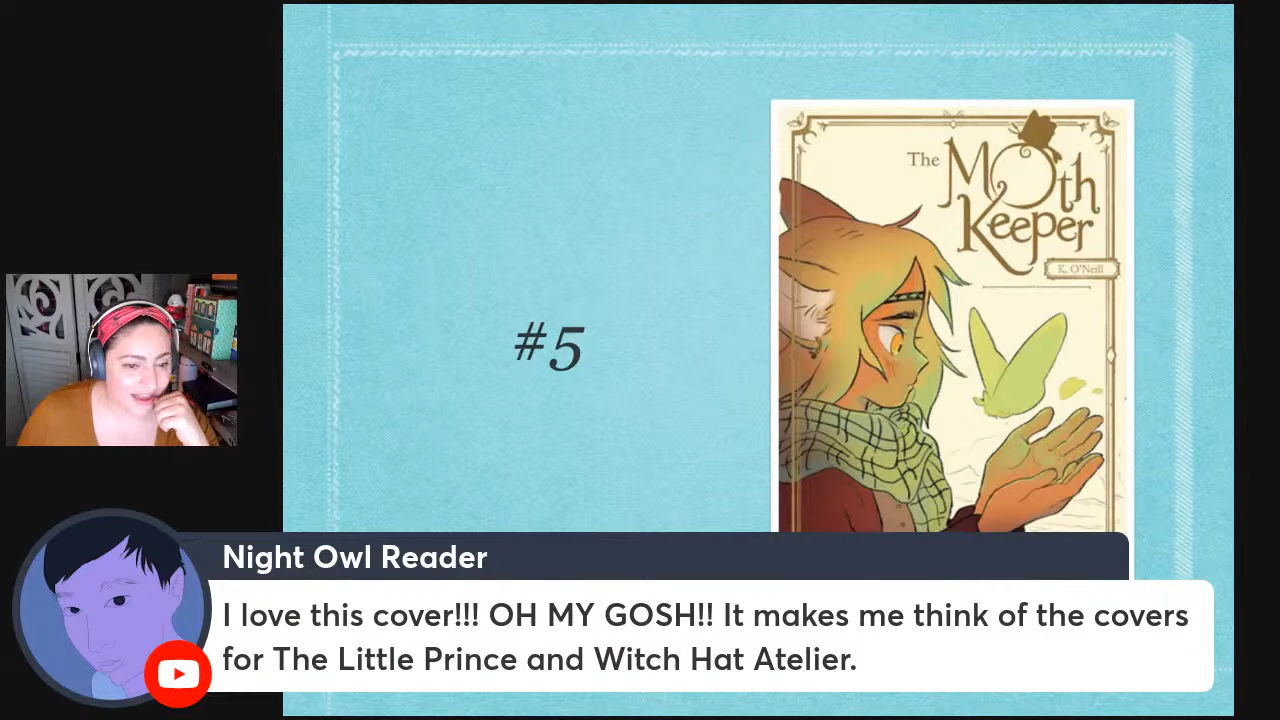 The
Moth
Keeper
K. O'Neill
#5
Night Owl Reader
I love this cover!!! OH MY GOSH!! It makes me think of the covers
for The Little Prince and Witch Hat Atelier.